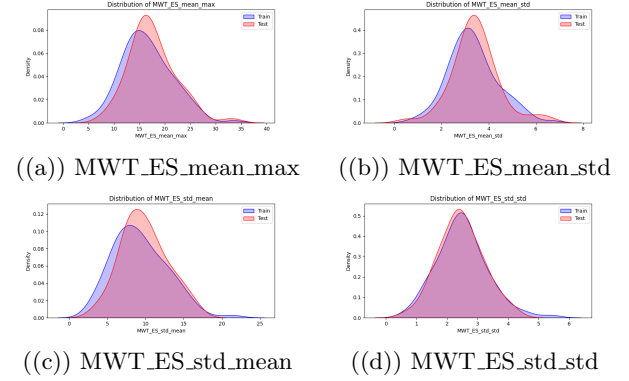 Distribution of MWT_ES_mean_max
Train
Test
Density
0.08
0.06
0.04
0.02
0.00
0 5 10 15 20 25 30 35 40
MWT_ES_mean_max
((a)) MWT_ES_mean_max
Distribution of MWT_ES_mean_std
Train
Test
Density
0.4
0.3
0.2
0.1
0.0
0 2 4 6 8
MWT_ES_mean_std
((b)) MWT_ES_mean_std
Distribution of MWT_ES_std_mean
Train
Test
Density
0.12
0.10
0.08
0.06
0.04
0.02
0.00
0 5 10 15 20 25
MWT_ES_std_mean
((c)) MWT_ES_std_mean
Distribution of MWT_ES_std_std
Train
Test
Density
0.5
0.4
0.3
0.2
0.1
0.0
0 1 2 3 4 5 6
MWT_ES_std_std
((d)) MWT_ES_std_std